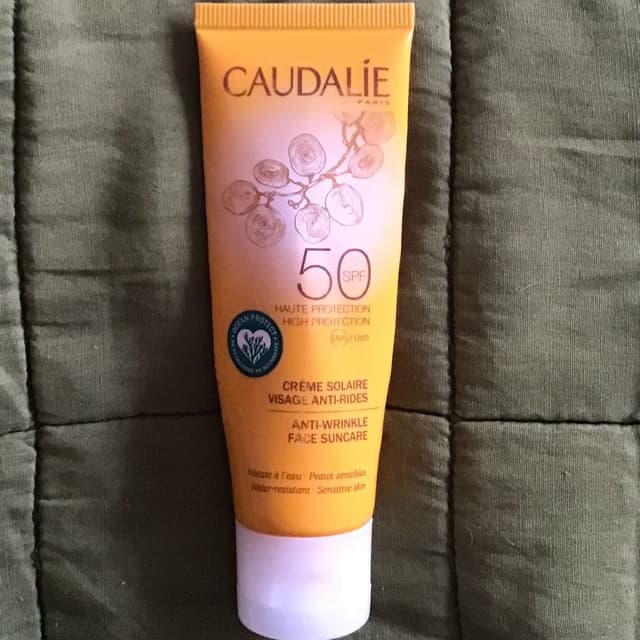 CAUDALÍE
PARIS
50 SPF
HAUTE PROTECTION
HIGH PROTECTION
UVA / UVB
OCEAN PROTECT
CRÈME SOLAIRE
VISAGE ANTI-RIDES
ANTI-WRINKLE
FACE SUNCARE
Résiste à l'eau · Peaux sensibles
Water-resistant · Sensitive skin